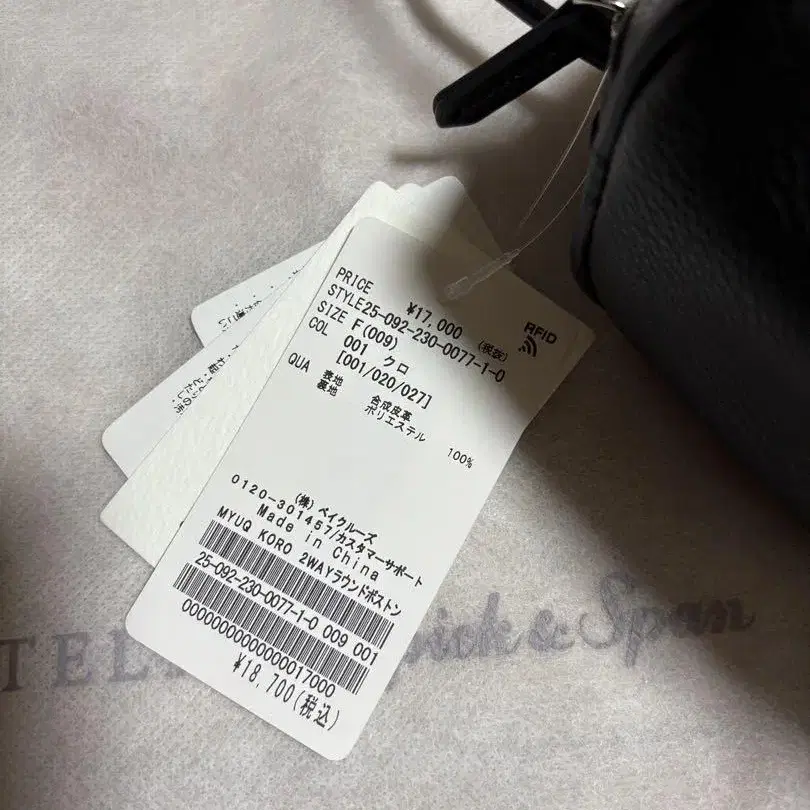 PRICE ¥17,000 (税抜)
STYLE25-092-230-0077-1-0
SIZE F(009)
COL 001 クロ
[001/020/027]
QUA 表地 合成皮革
裏地 ポリエステル 100%
RFID
(株) ベイクルーズ
0120-301457/カスタマーサポート
Made in China
MYUQ KORO 2WAYラウンドボストン
25-092-230-0077-1-0 009 001
0000000000000000017000
¥18,700(税込)
& Span